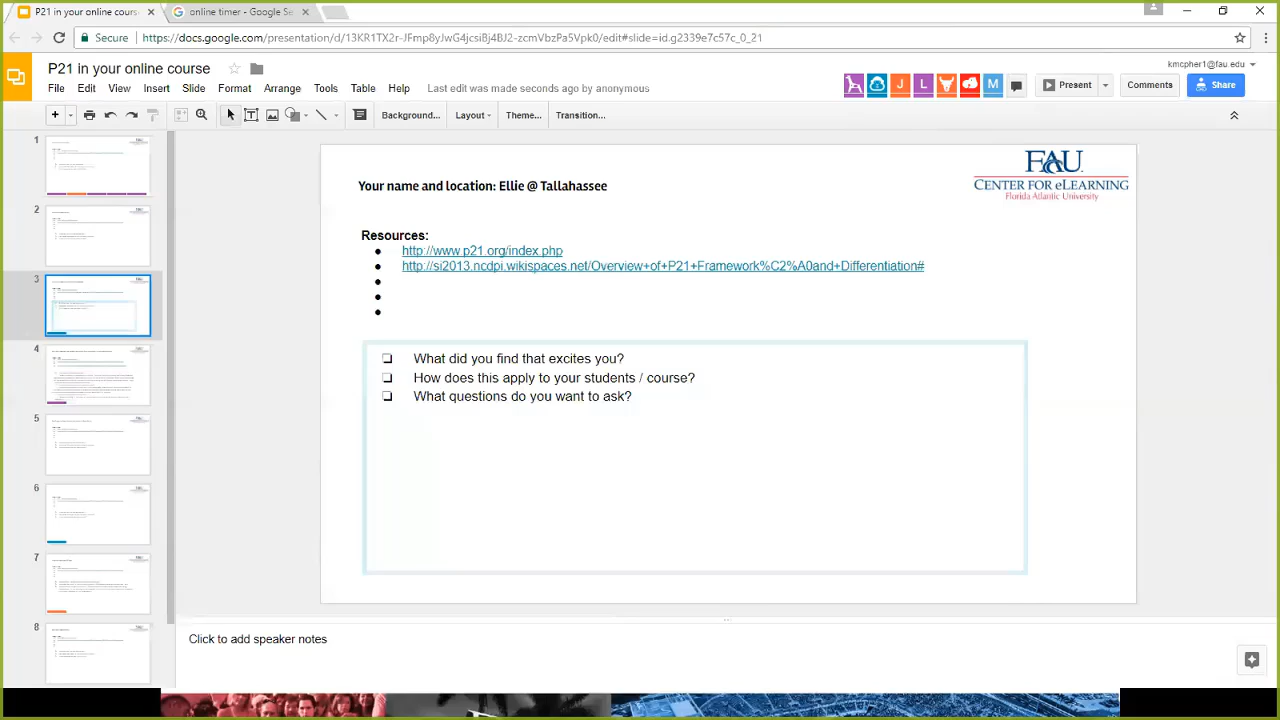 P21 in your online cours
online timer - Google Se
Secure https://docs.google.com/presentation/d/13KR1TX2r-JFmp8yJwG4csiBj4BJ2-zcmVbzPa5Vpk0/edit#slide=id.g2339e7c57c_0_21
P21 in your online course
kmcpher1@fau.edu
File Edit View Insert Slide Format Arrange Tools Table Help Last edit was made seconds ago by anonymous
J L M Present Comments Share
Background... Layout Theme... Transition...
1
2
3
4
5
6
7
8
FAU
CENTER FOR eLEARNING
Florida Atlantic University
Your name and location: Ellie @ Tallahassee
Resources:
http://www.p21.org/index.php
http://si2013.ncdpi.wikispaces.net/Overview+of+P21+Framework%C2%A0and+Differentiation#
What did you find that excites you?
How does this apply to your students / course?
What questions do you want to ask?
Click to add speaker notes